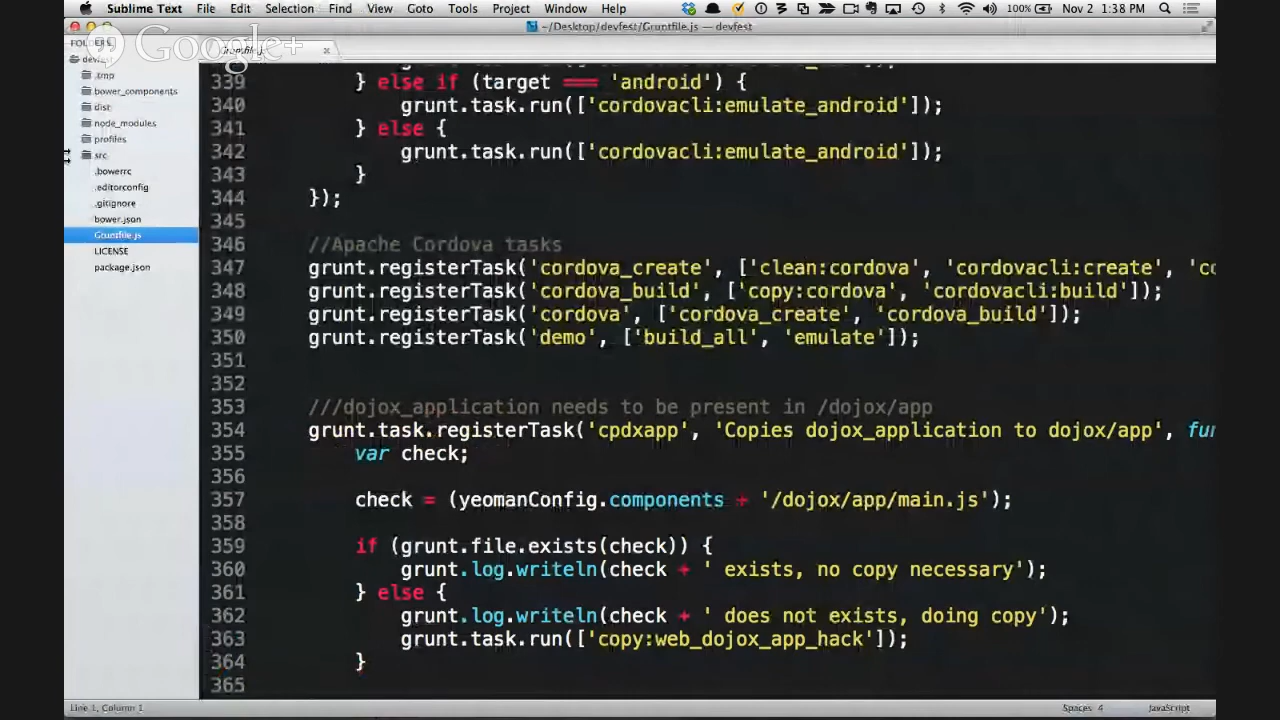 Sublime Text File Edit Selection Find View Goto Tools Project Window Help 100% Nov 2 1:38 PM
~/Desktop/devfest/Gruntfile.js — devfest
Google+
FOLDERS
Gruntfile.js
devfest
.tmp
bower_components
dist
node_modules
profiles
src
.bowerrc
.editorconfig
.gitignore
bower.json
Gruntfile.js
LICENSE
package.json
339 } else if (target === 'android') {
340 grunt.task.run(['cordovacli:emulate_android']);
341 } else {
342 grunt.task.run(['cordovacli:emulate_android']);
343 }
344 });
345
346 //Apache Cordova tasks
347 grunt.registerTask('cordova_create', ['clean:cordova', 'cordovacli:create', 'co
348 grunt.registerTask('cordova_build', ['copy:cordova', 'cordovacli:build']);
349 grunt.registerTask('cordova', ['cordova_create', 'cordova_build']);
350 grunt.registerTask('demo', ['build_all', 'emulate']);
351
352
353 ///dojox_application needs to be present in /dojox/app
354 grunt.task.registerTask('cpdxapp', 'Copies dojox_application to dojox/app', fun
355 var check;
356
357 check = (yeomanConfig.components + '/dojox/app/main.js');
358
359 if (grunt.file.exists(check)) {
360 grunt.log.writeln(check + ' exists, no copy necessary');
361 } else {
362 grunt.log.writeln(check + ' does not exists, doing copy');
363 grunt.task.run(['copy:web_dojox_app_hack']);
364 }
365
Line 1, Column 1 Spaces: 4 JavaScript